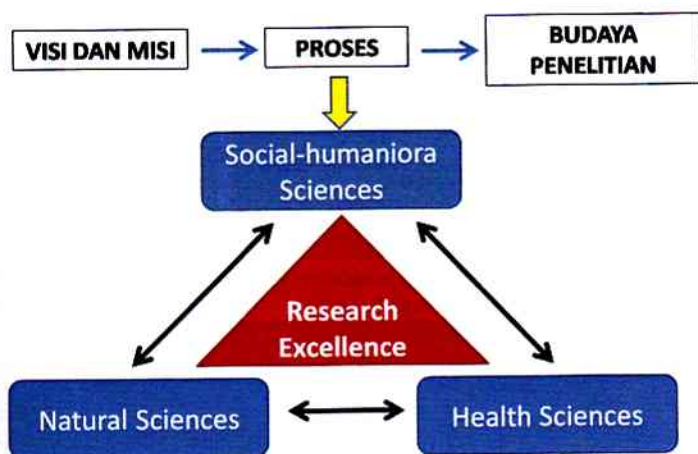 VISI DAN MISI
PROSES
BUDAYA
PENELITIAN
Social-humaniora
Sciences
Research
Excellence
Natural Sciences
Health Sciences